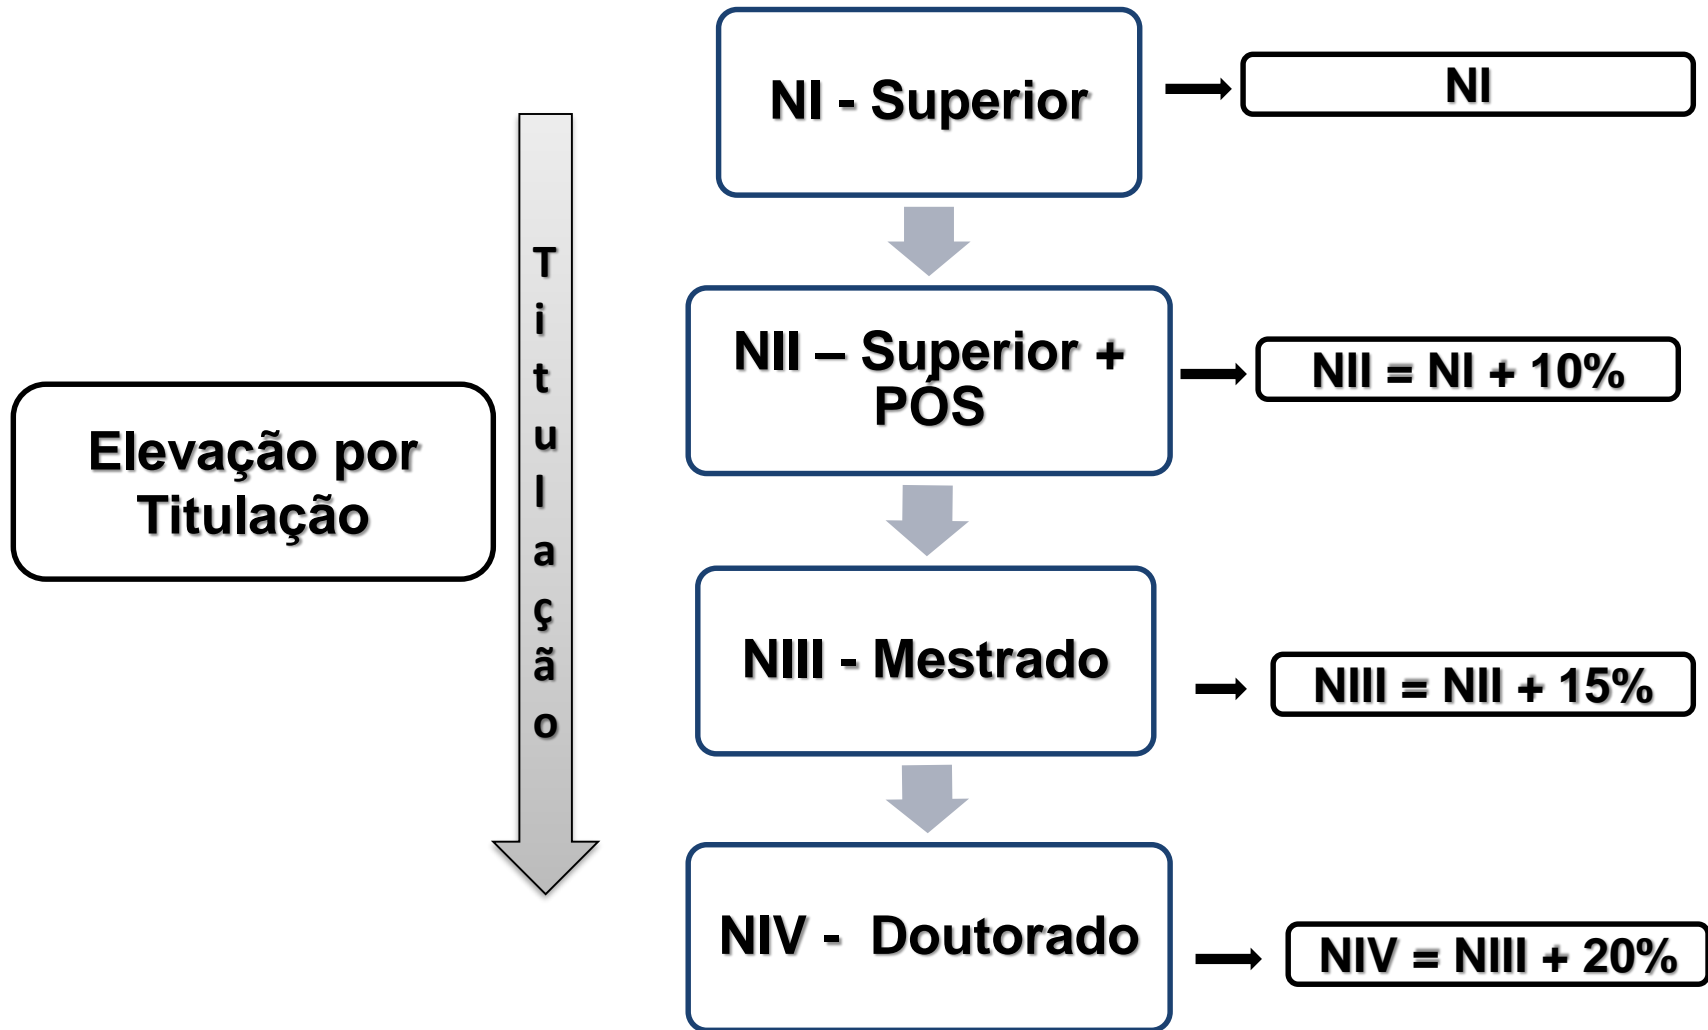 Elevação por
Titulação
Titulação
NI - Superior
NI
NII – Superior +
PÓS
NII = NI + 10%
NIII - Mestrado
NIII = NII + 15%
NIV - Doutorado
NIV = NIII + 20%